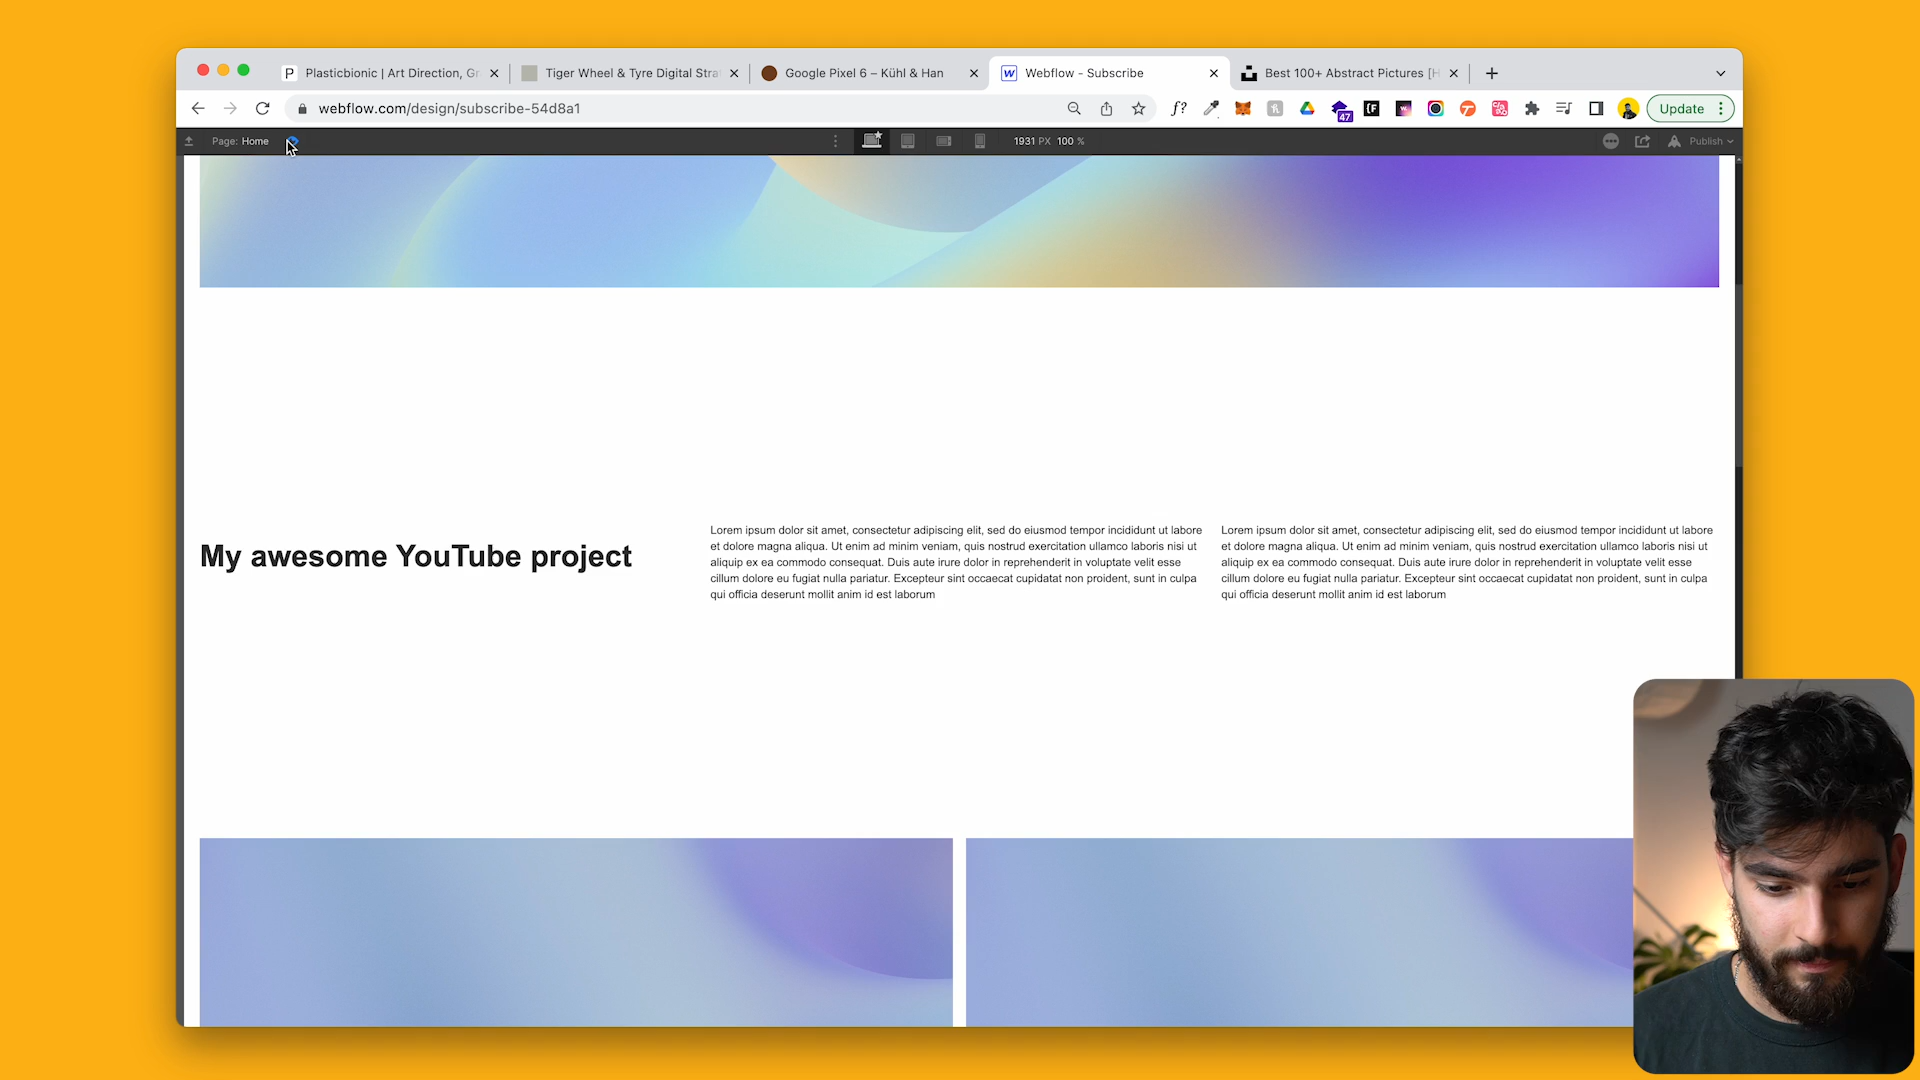 P Plasticbionic | Art Direction, Gr
Tiger Wheel & Tyre Digital Stra
Google Pixel 6 – Kühl & Han
W Webflow - Subscribe
Best 100+ Abstract Pictures [H
webflow.com/design/subscribe-54d8a1
f?
47
Update
Page: Home
1931 PX 100 %
Publish
My awesome YouTube project
Lorem ipsum dolor sit amet, consectetur adipiscing elit, sed do eiusmod tempor incididunt ut labore
et dolore magna aliqua. Ut enim ad minim veniam, quis nostrud exercitation ullamco laboris nisi ut
aliquip ex ea commodo consequat. Duis aute irure dolor in reprehenderit in voluptate velit esse
cillum dolore eu fugiat nulla pariatur. Excepteur sint occaecat cupidatat non proident, sunt in culpa
qui officia deserunt mollit anim id est laborum
Lorem ipsum dolor sit amet, consectetur adipiscing elit, sed do eiusmod tempor incididunt ut labore
et dolore magna aliqua. Ut enim ad minim veniam, quis nostrud exercitation ullamco laboris nisi ut
aliquip ex ea commodo consequat. Duis aute irure dolor in reprehenderit in voluptate velit esse
cillum dolore eu fugiat nulla pariatur. Excepteur sint occaecat cupidatat non proident, sunt in culpa
qui officia deserunt mollit anim id est laborum